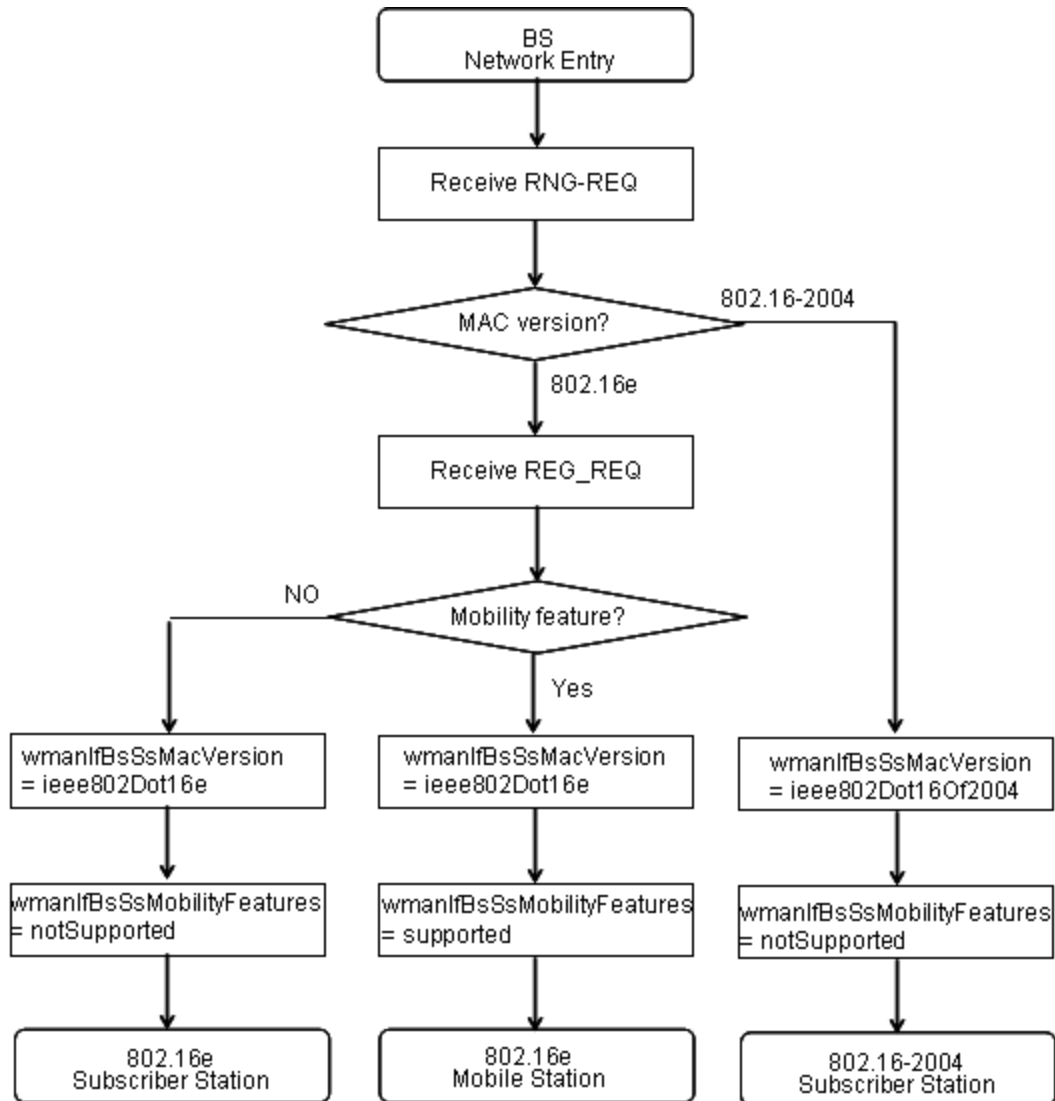 BS
Network Entry
Receive RNG-REQ
MAC version?
802.16-2004
802.16e
Receive REG_REQ
Mobility feature?
NO
Yes
wmanIfBsSsMacVersion
= ieee802Dot16e
wmanIfBsSsMacVersion
= ieee802Dot16e
wmanIfBsSsMacVersion
= ieee802Dot16Of2004
wmanIfBsSsMobilityFeatures
= notSupported
wmanIfBsSsMobilityFeatures
= supported
wmanIfBsSsMobilityFeatures
= notSupported
802.16e
Subscriber Station
802.16e
Mobile Station
802.16-2004
Subscriber Station